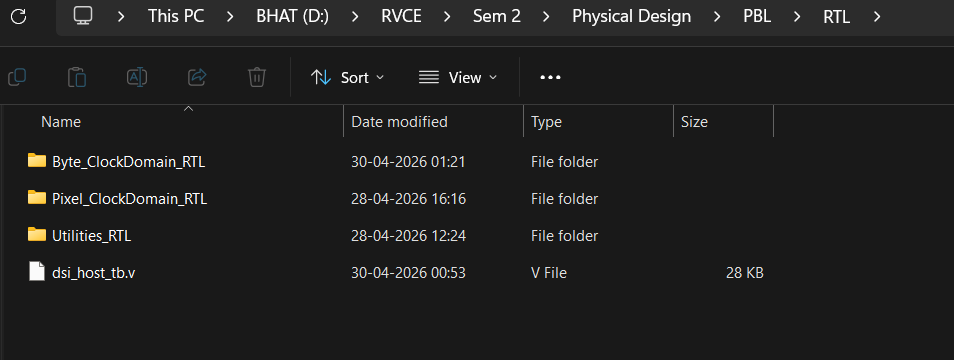 This PC > BHAT (D:) > RVCE > Sem 2 > Physical Design > PBL > RTL >
Sort View
Name Date modified Type Size
Byte_ClockDomain_RTL 30-04-2026 01:21 File folder
Pixel_ClockDomain_RTL 28-04-2026 16:16 File folder
Utilities_RTL 28-04-2026 12:24 File folder
dsi_host_tb.v 30-04-2026 00:53 V File 28 KB